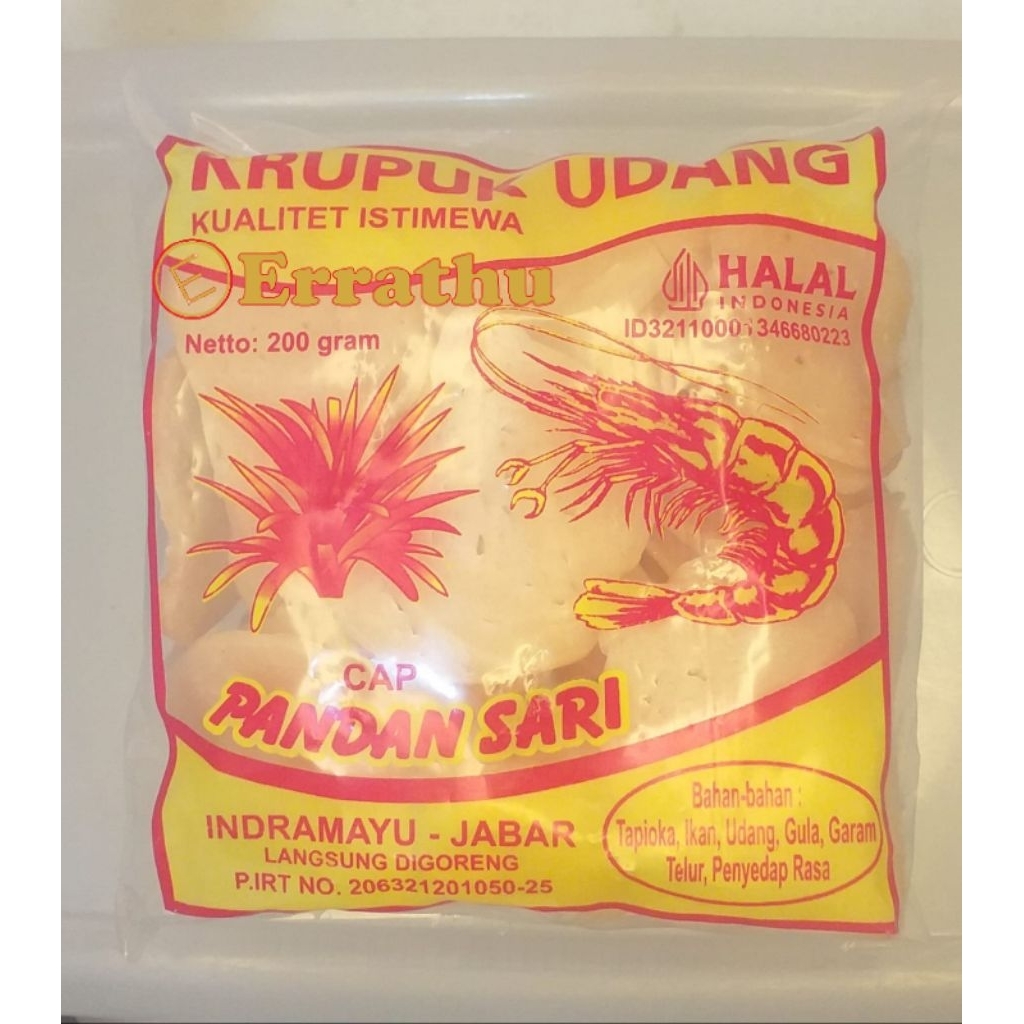 KRUPUK UDANG
KUALITET ISTIMEWA
E Errathu
HALAL
INDONESIA
ID32110001346680223
Netto: 200 gram
CAP
PANDAN SARI
INDRAMAYU - JABAR
LANGSUNG DIGORENG
P.IRT NO. 206321201050-25
Bahan-bahan :
Tapioka, Ikan, Udang, Gula, Garam
Telur, Penyedap Rasa